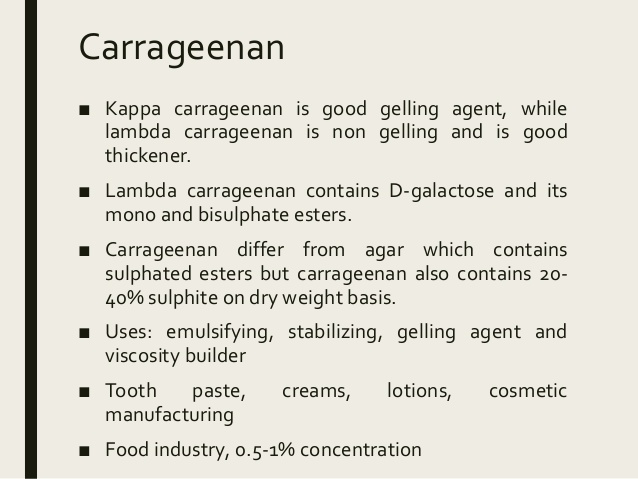 Carrageenan
■ Kappa carrageenan is good gelling agent, while
lambda carrageenan is non gelling and is good
thickener.
■ Lambda carrageenan contains D-galactose and its
mono and bisulphate esters.
■ Carrageenan differ from agar which contains
sulphated esters but carrageenan also contains 20-
40% sulphite on dry weight basis.
■ Uses: emulsifying, stabilizing, gelling agent and
viscosity builder
■ Tooth paste, creams, lotions, cosmetic
manufacturing
■ Food industry, 0.5-1% concentration